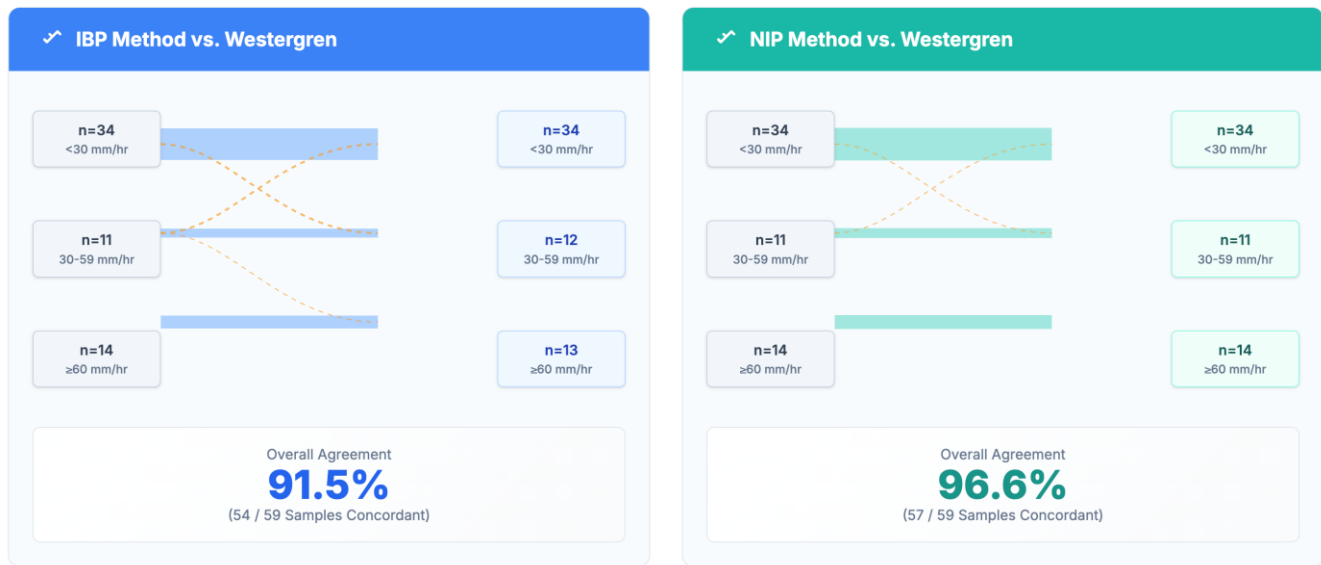 IBP Method vs. Westergren
n=34
<30 mm/hr
n=34
<30 mm/hr
n=11
30-59 mm/hr
n=12
30-59 mm/hr
n=14
≥60 mm/hr
n=13
≥60 mm/hr
Overall Agreement
91.5%
(54 / 59 Samples Concordant)
NIP Method vs. Westergren
n=34
<30 mm/hr
n=34
<30 mm/hr
n=11
30-59 mm/hr
n=11
30-59 mm/hr
n=14
≥60 mm/hr
n=14
≥60 mm/hr
Overall Agreement
96.6%
(57 / 59 Samples Concordant)